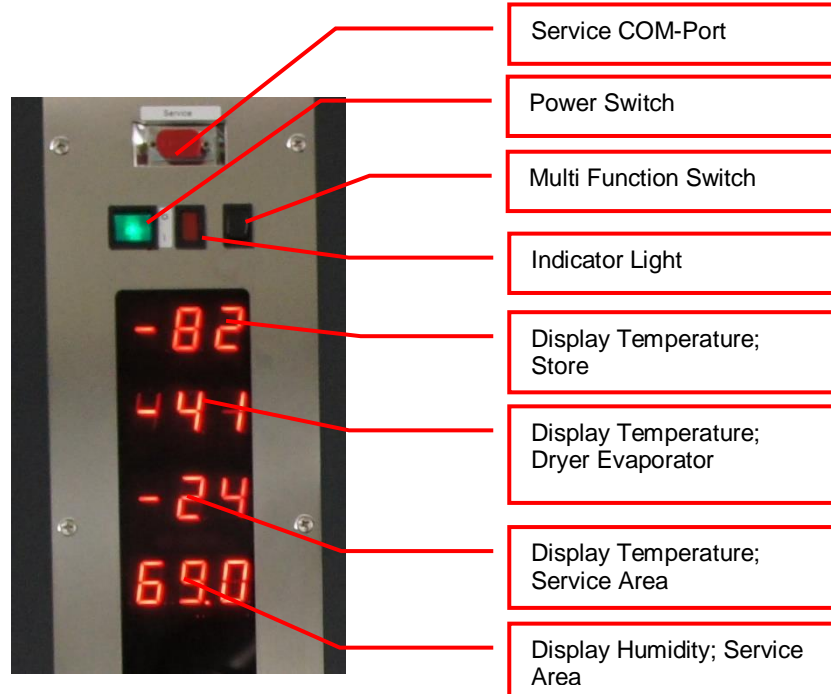 Service COM-Port
Service
Power Switch
Multi Function Switch
Indicator Light
-82
Display Temperature;
Store
-41
Display Temperature;
Dryer Evaporator
-24
Display Temperature;
Service Area
69.0
Display Humidity; Service
Area